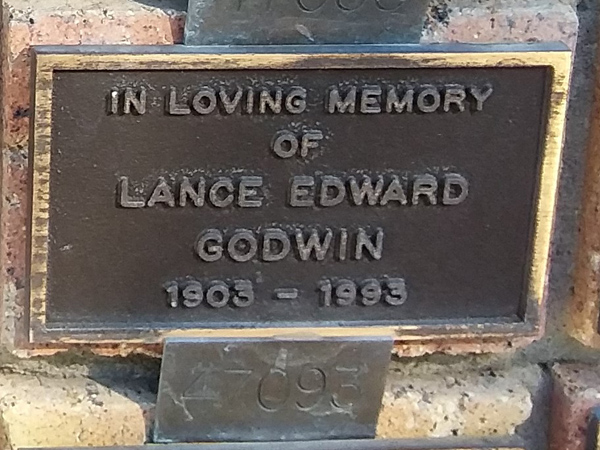 IN LOVING MEMORY
OF
LANCE EDWARD
GODWIN
1903 - 1993
47093